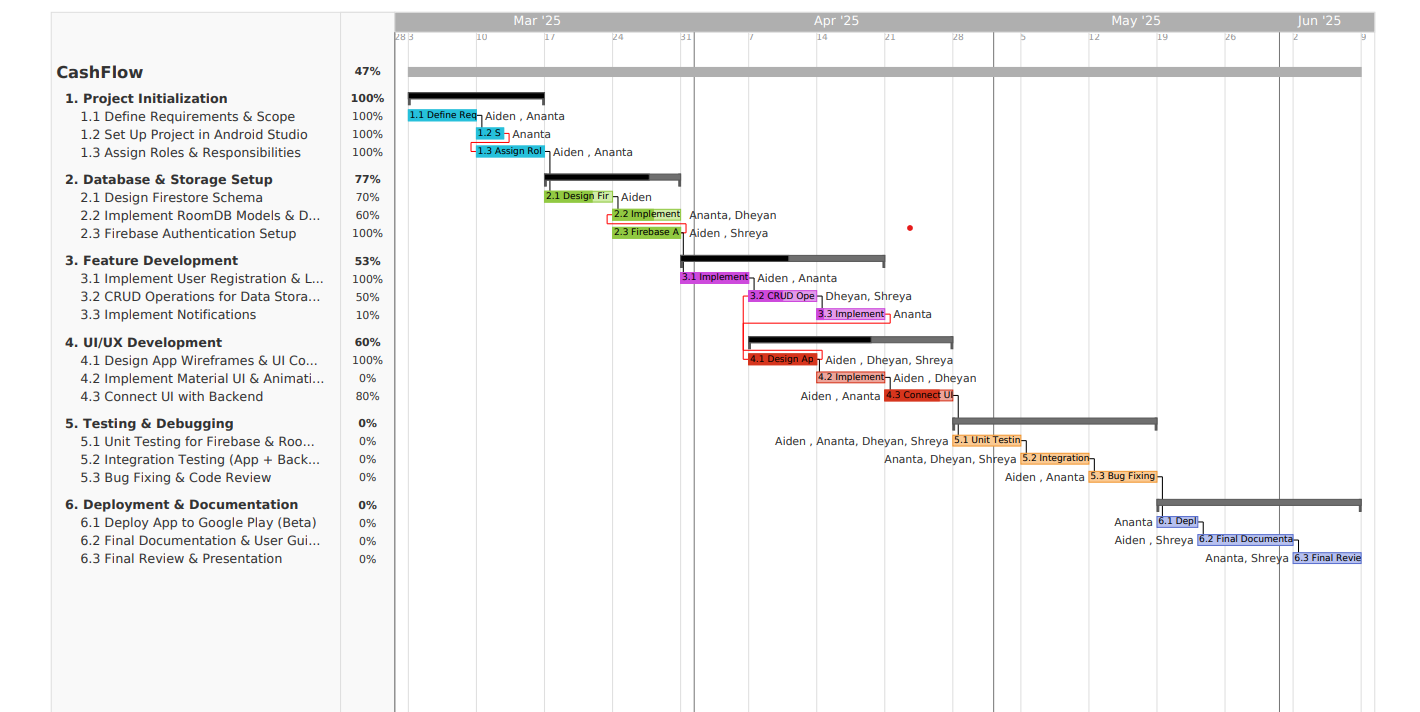 Mar '25 Apr '25 May '25 Jun '25
28 3 10 17 24 31 7 14 21 28 5 12 19 26 2 9
CashFlow 47%
1. Project Initialization 100%
1.1 Define Requirements & Scope 100% 1.1 Define Req Aiden , Ananta
1.2 Set Up Project in Android Studio 100% 1.2 S Ananta
1.3 Assign Roles & Responsibilities 100% 1.3 Assign Rol Aiden , Ananta
2. Database & Storage Setup 77%
2.1 Design Firestore Schema 70% 2.1 Design Fir Aiden
2.2 Implement RoomDB Models & D... 60% 2.2 Implement Ananta, Dheyan
2.3 Firebase Authentication Setup 100% 2.3 Firebase A Aiden , Shreya
3. Feature Development 53%
3.1 Implement User Registration & L... 100% 3.1 Implement Aiden , Ananta
3.2 CRUD Operations for Data Stora... 50% 3.2 CRUD Ope Dheyan, Shreya
3.3 Implement Notifications 10% 3.3 Implement Ananta
4. UI/UX Development 60%
4.1 Design App Wireframes & UI Co... 100% 4.1 Design Ap Aiden , Dheyan, Shreya
4.2 Implement Material UI & Animati... 0% 4.2 Implement Aiden , Dheyan
4.3 Connect UI with Backend 80% Aiden , Ananta 4.3 Connect UI
5. Testing & Debugging 0%
5.1 Unit Testing for Firebase & Roo... 0% Aiden , Ananta, Dheyan, Shreya 5.1 Unit Testin
5.2 Integration Testing (App + Back... 0% Ananta, Dheyan, Shreya 5.2 Integration
5.3 Bug Fixing & Code Review 0% Aiden , Ananta 5.3 Bug Fixing
6. Deployment & Documentation 0%
6.1 Deploy App to Google Play (Beta) 0% Ananta 6.1 Depl
6.2 Final Documentation & User Gui... 0% Aiden , Shreya 6.2 Final Documenta
6.3 Final Review & Presentation 0% Ananta, Shreya 6.3 Final Revie